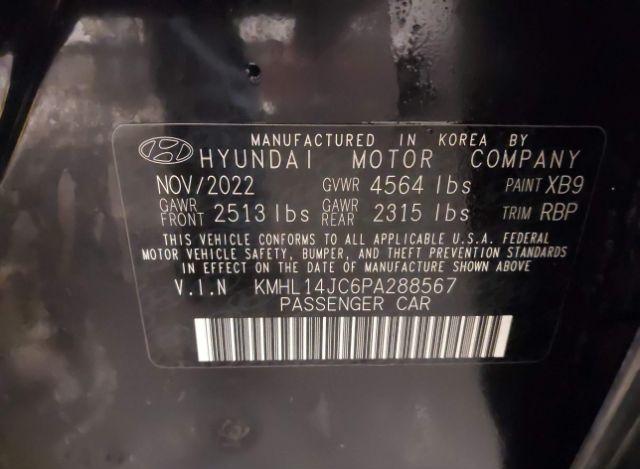 MANUFACTURED IN KOREA BY
HYUNDAI MOTOR COMPANY
NOV/2022 GVWR 4564 lbs PAINT XB9
GAWR FRONT 2513 lbs GAWR REAR 2315 lbs TRIM RBP
THIS VEHICLE CONFORMS TO ALL APPLICABLE U.S.A. FEDERAL
MOTOR VEHICLE SAFETY, BUMPER, AND THEFT PREVENTION STANDARDS
IN EFFECT ON THE DATE OF MANUFACTURE SHOWN ABOVE
V.I.N KMHL14JC6PA288567
PASSENGER CAR